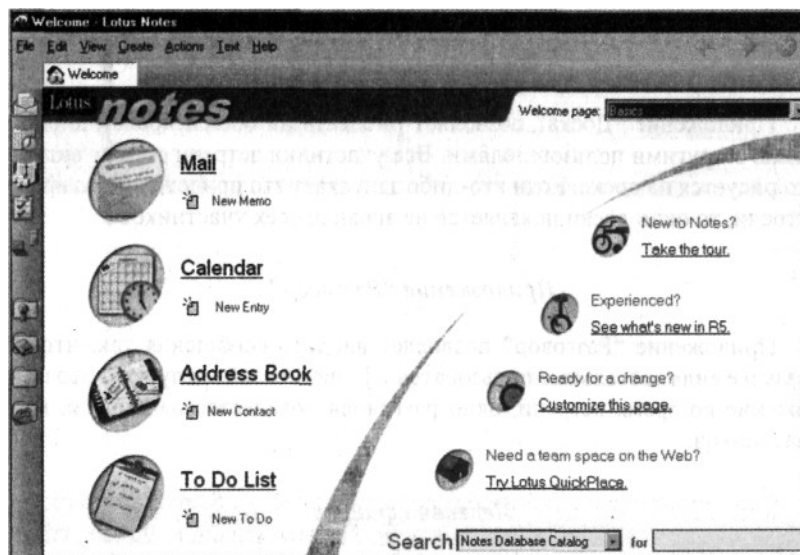 Welcome - Lotus Notes
File Edit View Create Actions Text Help
Welcome
Lotus notes
Welcome page: Basics
Mail
New Memo
Calendar
New Entry
Address Book
New Contact
To Do List
New To Do
New to Notes?
Take the tour.
Experienced?
See what's new in R5.
Ready for a change?
Customize this page.
Need a team space on the Web?
Try Lotus QuickPlace.
Search Notes Database Catalog for